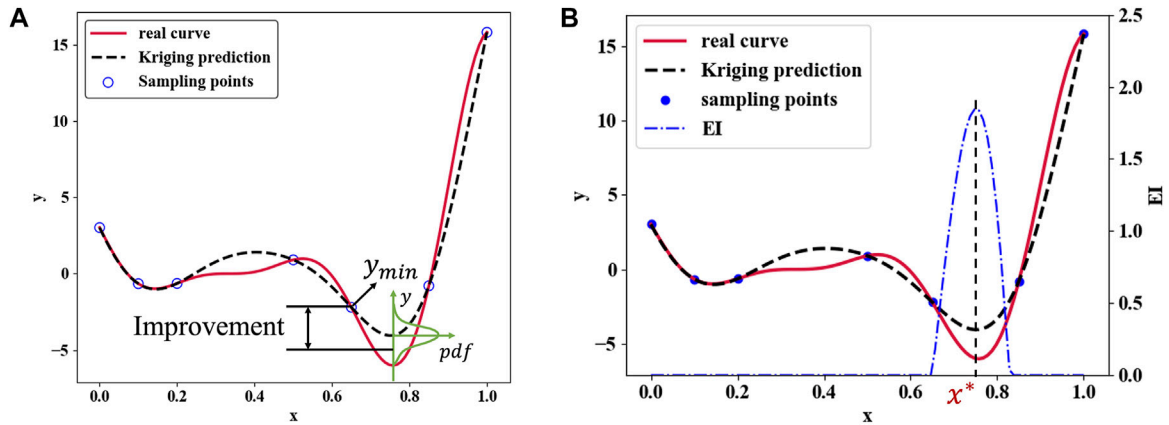 A
real curve
Kriging prediction
Sampling points
15
10
5
0
−5
y
y_min
y
Improvement
pdf
0.0 0.2 0.4 0.6 0.8 1.0
x
B
real curve
Kriging prediction
sampling points
EI
15
10
5
0
−5
y
2.5
2.0
1.5
1.0
0.5
0.0
EI
0.0 0.2 0.4 0.6 0.8 1.0
x*
x